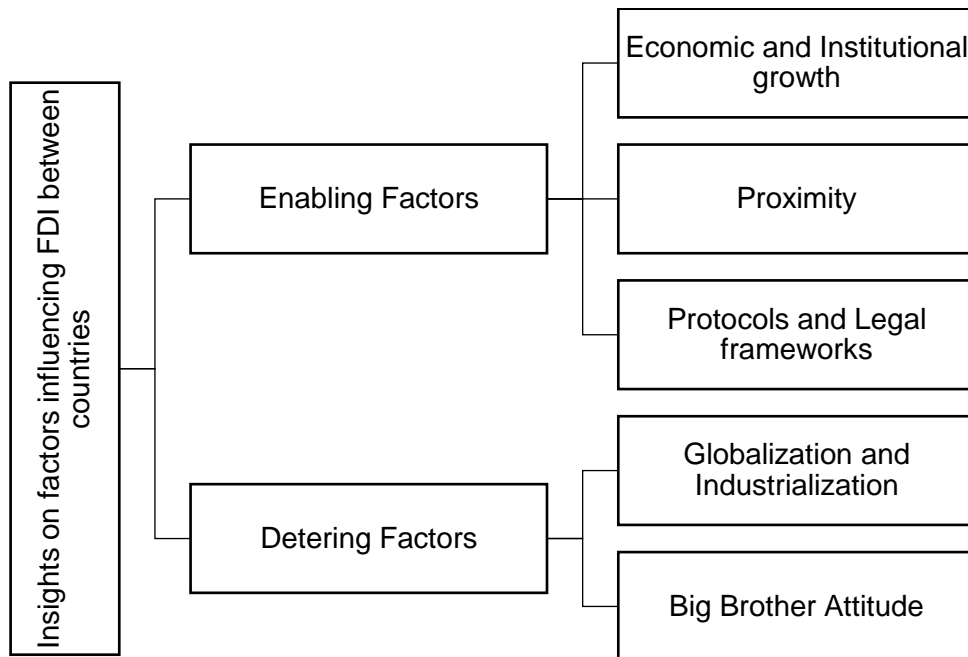 Insights on factors influencing FDI between
countries
Enabling Factors
Economic and Institutional
growth
Proximity
Protocols and Legal
frameworks
Detering Factors
Globalization and
Industrialization
Big Brother Attitude